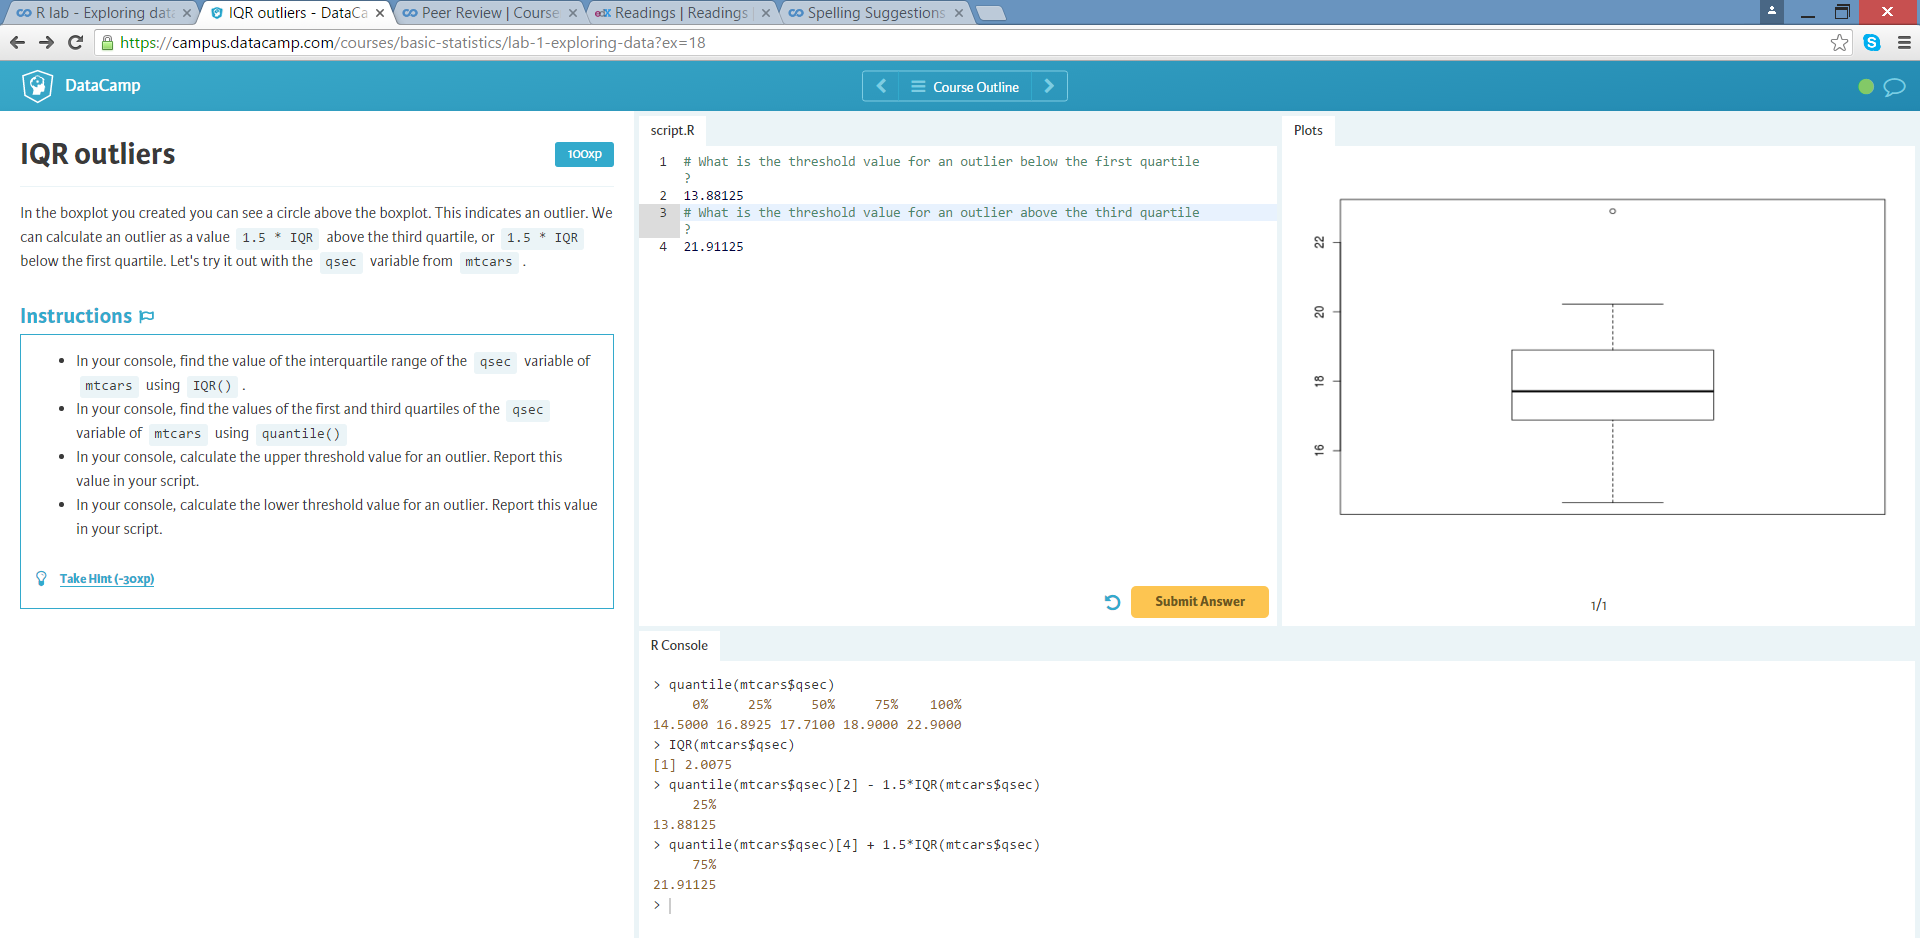 R lab - Exploring data
IQR outliers - DataCa
Peer Review | Course
edX Readings | Readings
Spelling Suggestions
https://campus.datacamp.com/courses/basic-statistics/lab-1-exploring-data?ex=18
DataCamp
Course Outline
IQR outliers
100xp
In the boxplot you created you can see a circle above the boxplot. This indicates an outlier. We
can calculate an outlier as a value 1.5 * IQR above the third quartile, or 1.5 * IQR
below the first quartile. Let's try it out with the qsec variable from mtcars .
Instructions
• In your console, find the value of the interquartile range of the qsec variable of
mtcars using IQR() .
• In your console, find the values of the first and third quartiles of the qsec
variable of mtcars using quantile()
• In your console, calculate the upper threshold value for an outlier. Report this
value in your script.
• In your console, calculate the lower threshold value for an outlier. Report this value
in your script.
Take Hint (-30xp)
script.R
1 # What is the threshold value for an outlier below the first quartile
?
2 13.88125
3 # What is the threshold value for an outlier above the third quartile
?
4 21.91125
Submit Answer
Plots
22
20
18
16
1/1
R Console
> quantile(mtcars$qsec)
0% 25% 50% 75% 100%
14.5000 16.8925 17.7100 18.9000 22.9000
> IQR(mtcars$qsec)
[1] 2.0075
> quantile(mtcars$qsec)[2] - 1.5*IQR(mtcars$qsec)
25%
13.88125
> quantile(mtcars$qsec)[4] + 1.5*IQR(mtcars$qsec)
75%
21.91125
>